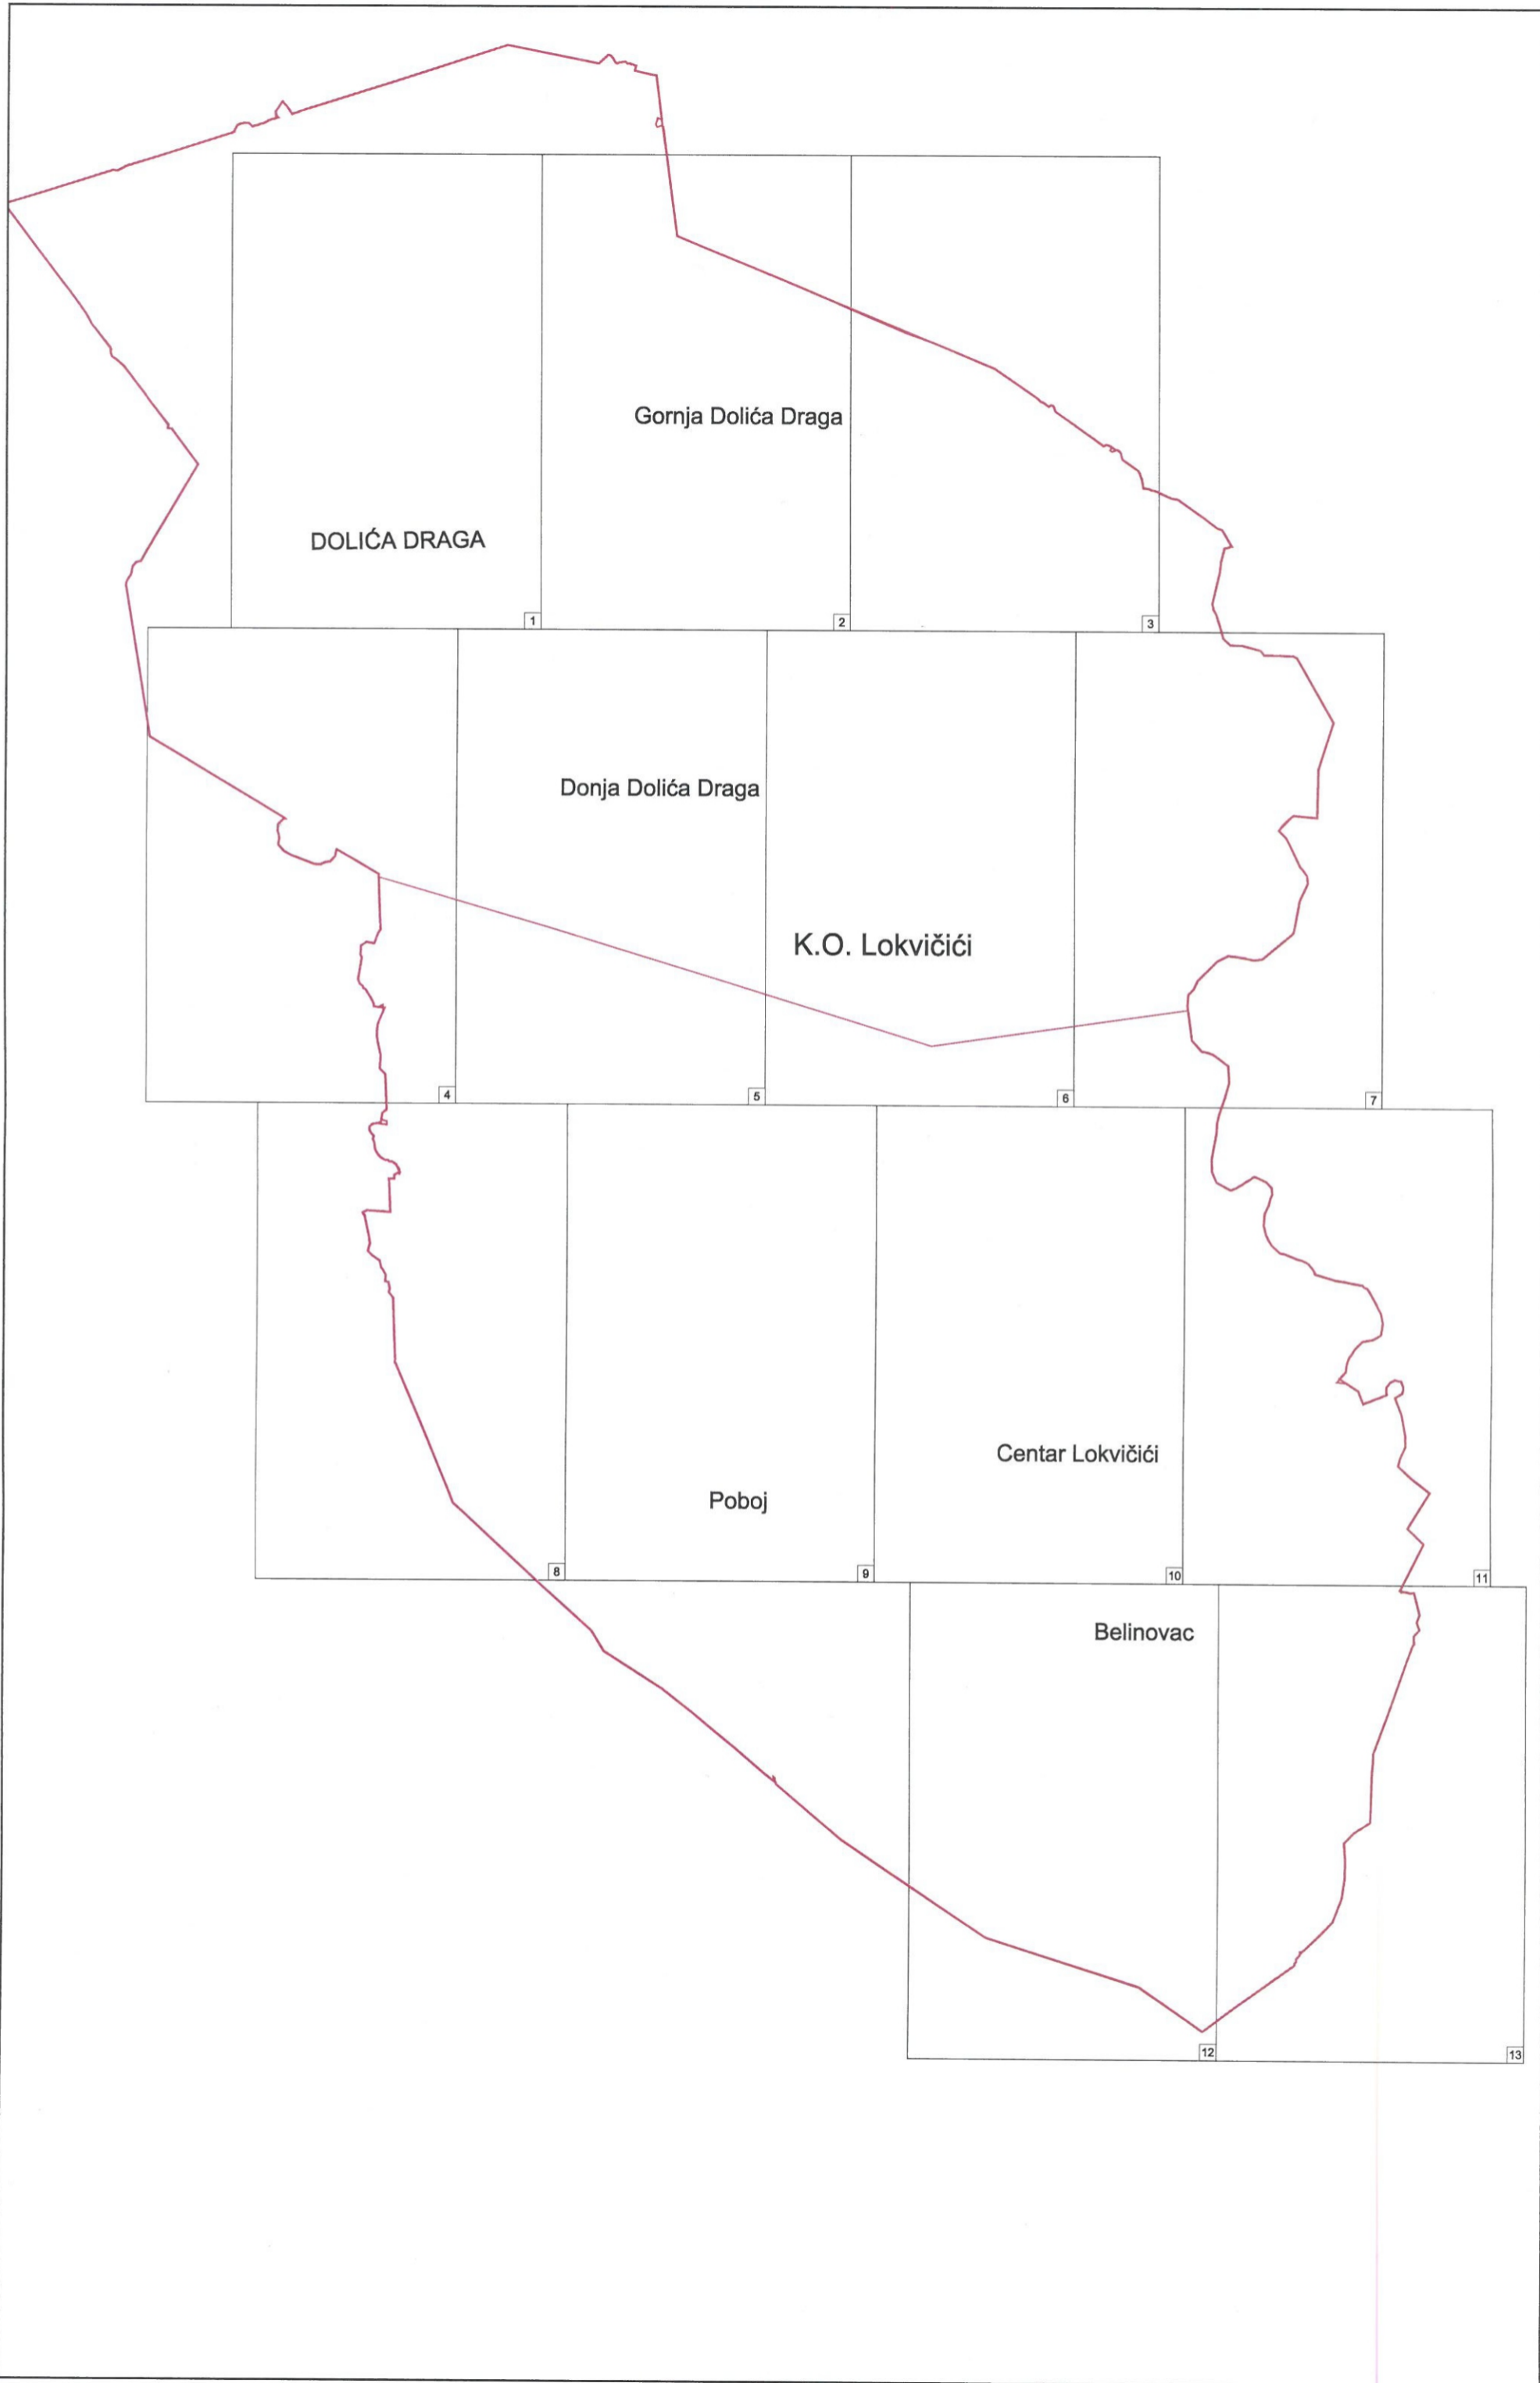 Gornja Dolića Draga
DOLIĆA DRAGA
1
2
3
Donja Dolića Draga
K.O. Lokvičići
4
5
6
7
Centar Lokvičići
Poboj
8
9
10
11
Belinovac
12
13